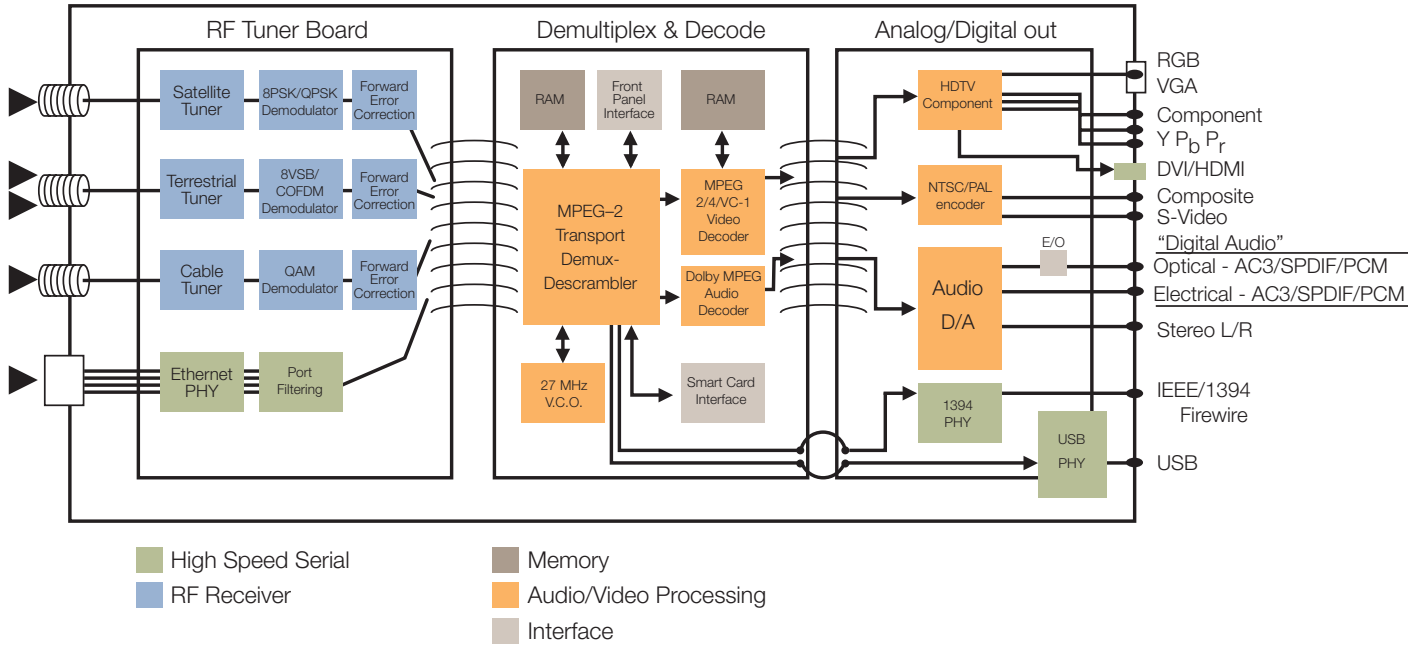 RF Tuner Board
Demultiplex & Decode
Analog/Digital out
Satellite
Tuner
8PSK/QPSK
Demodulator
Forward
Error
Correction
Terrestrial
Tuner
8VSB/
COFDM
Demodulator
Forward
Error
Correction
Cable
Tuner
QAM
Demodulator
Forward
Error
Correction
Ethernet
PHY
Port
Filtering
RAM
Front
Panel
Interface
RAM
MPEG–2
Transport
Demux-
Descrambler
MPEG
2/4/VC-1
Video
Decoder
Dolby MPEG
Audio
Decoder
27 MHz
V.C.O.
Smart Card
Interface
HDTV
Component
NTSC/PAL
encoder
Audio
D/A
E/O
1394
PHY
USB
PHY
RGB
VGA
Component
Y Pb Pr
DVI/HDMI
Composite
S-Video
“Digital Audio”
Optical - AC3/SPDIF/PCM
Electrical - AC3/SPDIF/PCM
Stereo L/R
IEEE/1394
Firewire
USB
High Speed Serial
RF Receiver
Memory
Audio/Video Processing
Interface